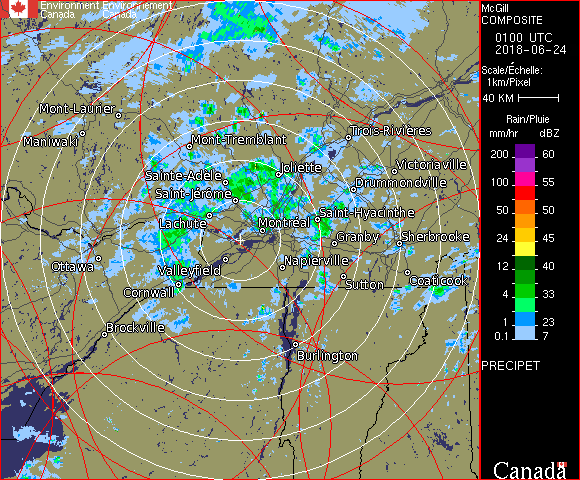 Environment Environnement
Canada Canada
McGill
COMPOSITE
0100 UTC
2018-06-24
Scale/Échelle:
1km/Pixel
40 KM
Rain/Pluie
mm/hr dBZ
200 60
100 55
50 50
24 45
12 40
4 33
1 23
0.1 7
PRECIPET
Canada
Mont-Laurier
Maniwaki
Mont-Tremblant
Trois-Rivières
Sainte-Adèle
Joliette
Victoriaville
Saint-Jérôme
Drummondville
Lachute
Montréal
Saint-Hyacinthe
Granby
Sherbrooke
Ottawa
Valleyfield
Napierville
Cornwall
Sutton
Coaticook
Brockville
Burlington